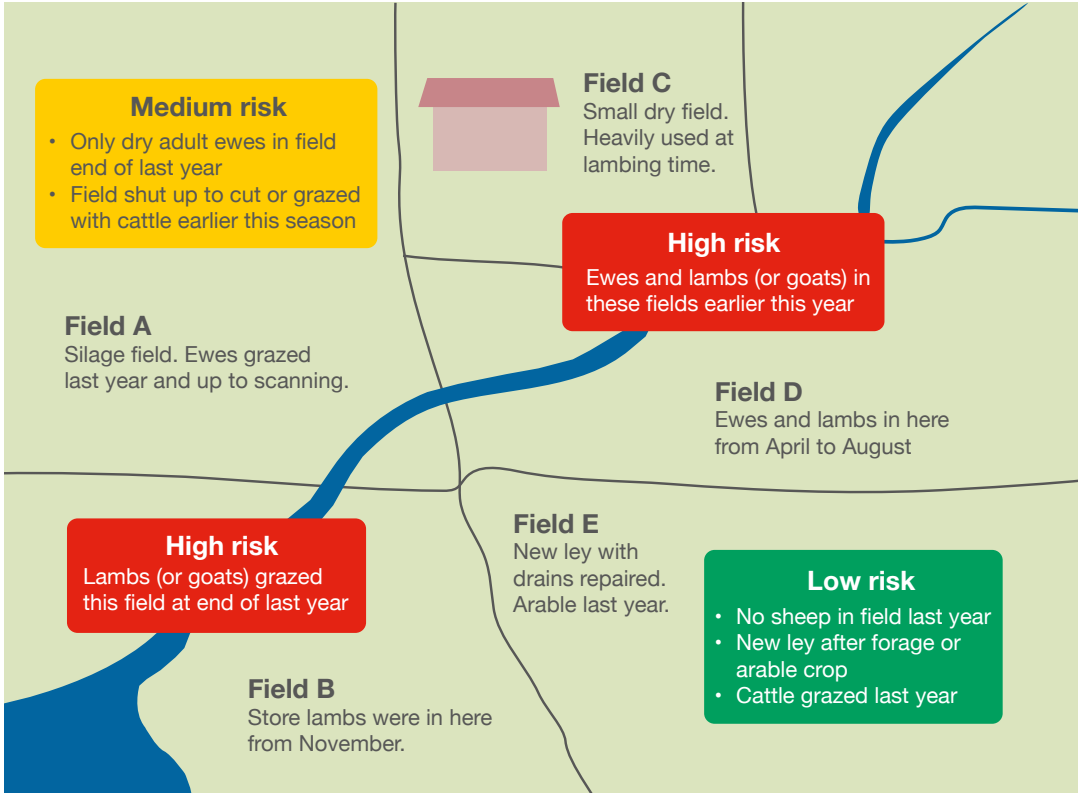 Medium risk
• Only dry adult ewes in field
end of last year
• Field shut up to cut or grazed
with cattle earlier this season
Field C
Small dry field.
Heavily used at
lambing time.
High risk
Ewes and lambs (or goats) in
these fields earlier this year
Field A
Silage field. Ewes grazed
last year and up to scanning.
Field D
Ewes and lambs in here
from April to August
High risk
Lambs (or goats) grazed
this field at end of last year
Field E
New ley with
drains repaired.
Arable last year.
Low risk
• No sheep in field last year
• New ley after forage or
arable crop
• Cattle grazed last year
Field B
Store lambs were in here
from November.